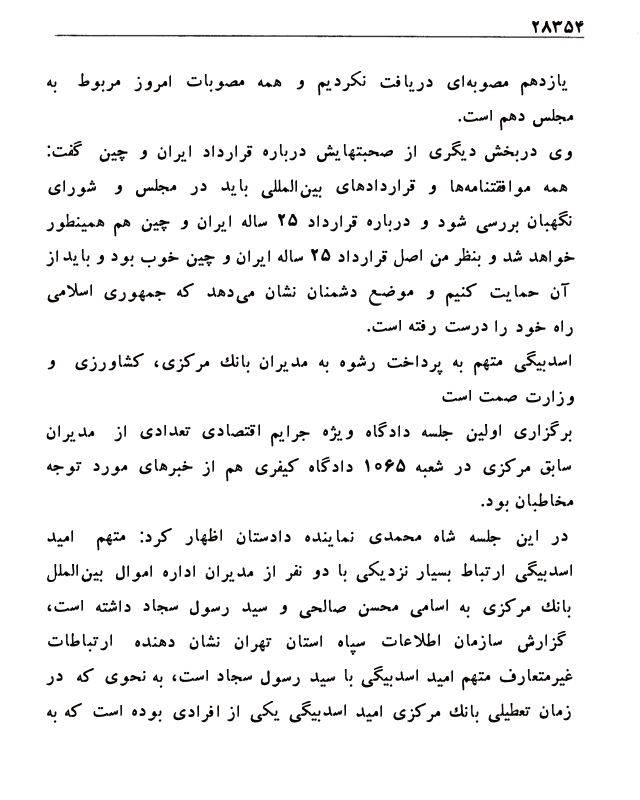 ۲۸۳۵۴
یازدهم مصوبه‌ای دریافت نکردیم و همه مصوبات امروز مربوط به
مجلس دهم است.
وی دربخش دیگری از صحبتهایش درباره قرارداد ایران و چین گفت:
همه موافقتنامه‌ها و قراردادهای بین‌المللی باید در مجلس و شورای
نگهبان بررسی شود و درباره قرارداد ۲۵ ساله ایران و چین هم همینطور
خواهد شد و بنظر من اصل قرارداد ۲۵ ساله ایران و چین خوب بود و باید از
آن حمایت کنیم و موضع دشمنان نشان می‌دهد که جمهوری اسلامی
راه خود را درست رفته است.
اسدبیگی متهم به پرداخت رشوه به مدیران بانك مرکزی، کشاورزی و
وزارت صمت است
برگزاری اولین جلسه دادگاه ویژه جرایم اقتصادی تعدادی از مدیران
سابق مرکزی در شعبه ۱۰۶۵ دادگاه کیفری هم از خبرهای مورد توجه
مخاطبان بود.
در این جلسه شاه محمدی نماینده دادستان اظهار کرد: متهم امید
اسدبیگی ارتباط بسیار نزدیکی با دو نفر از مدیران اداره اموال بین‌الملل
بانك مرکزی به اسامی محسن صالحی و سید رسول سجاد داشته است،
گزارش سازمان اطلاعات سپاه استان تهران نشان دهنده ارتباطات
غیرمتعارف متهم امید اسدبیگی با سید رسول سجاد است، به نحوی که در
زمان تعطیلی بانك مرکزی امید اسدبیگی یکی از افرادی بوده است که به